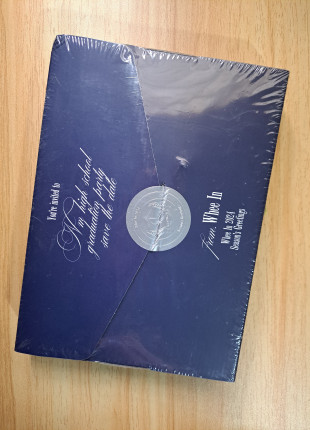 You're invited to
My high school
graduation party
save the date
from. Whee In
Whee In 2024
Season's Greetings